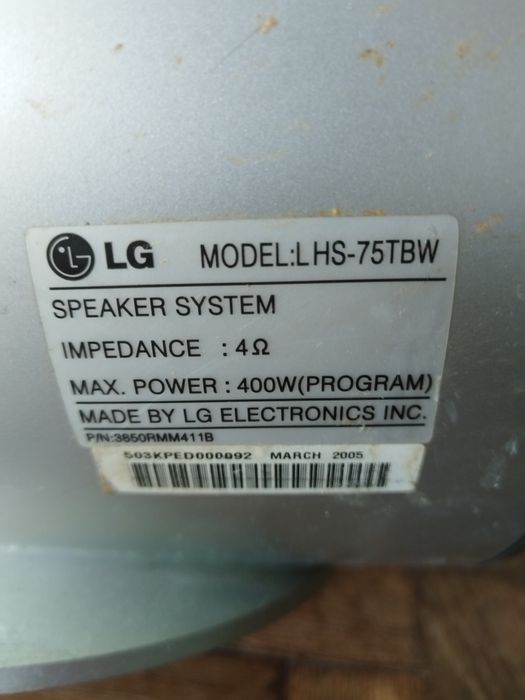 LG MODEL:LHS-75TBW
SPEAKER SYSTEM
IMPEDANCE : 4Ω
MAX. POWER : 400W(PROGRAM)
MADE BY LG ELECTRONICS INC.
P/N:3850RMM411B
503KPED000092 MARCH 2005